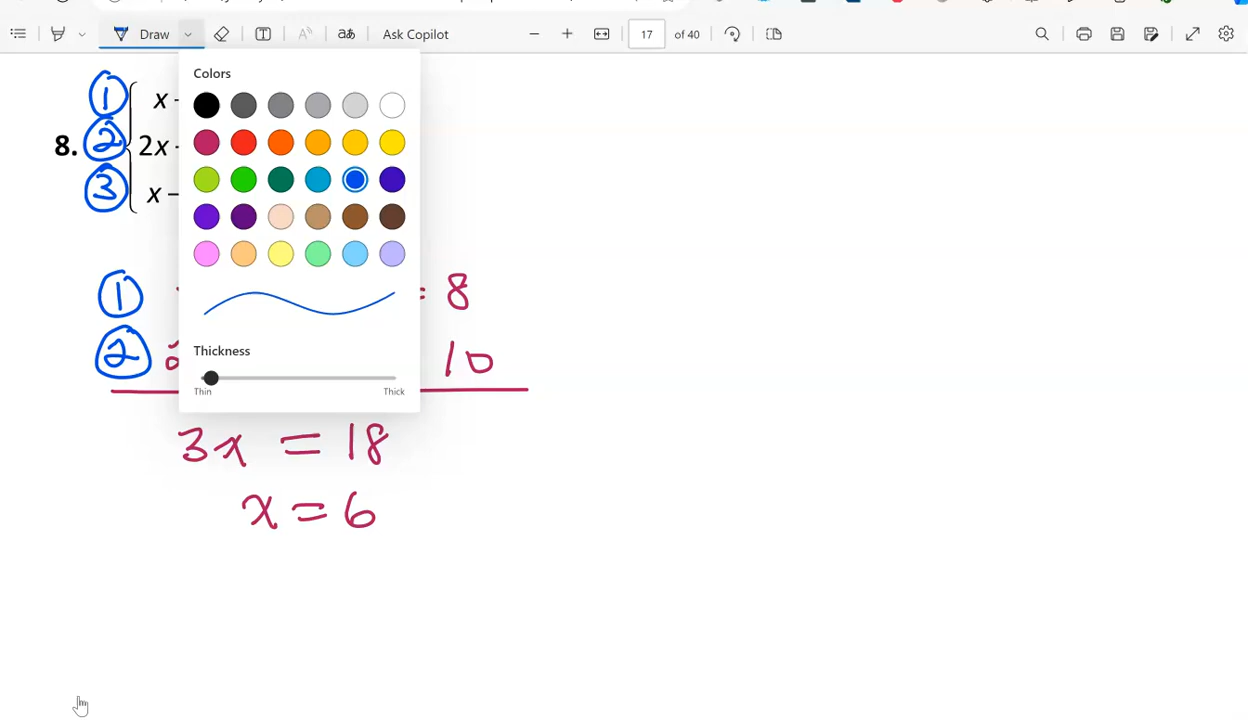 Draw Ask Copilot 17 of 40
Colors
① x -
8. ② 2x -
③ x -
① = 8
② 2 10
Thickness
Thin Thick
3x = 18
x = 6